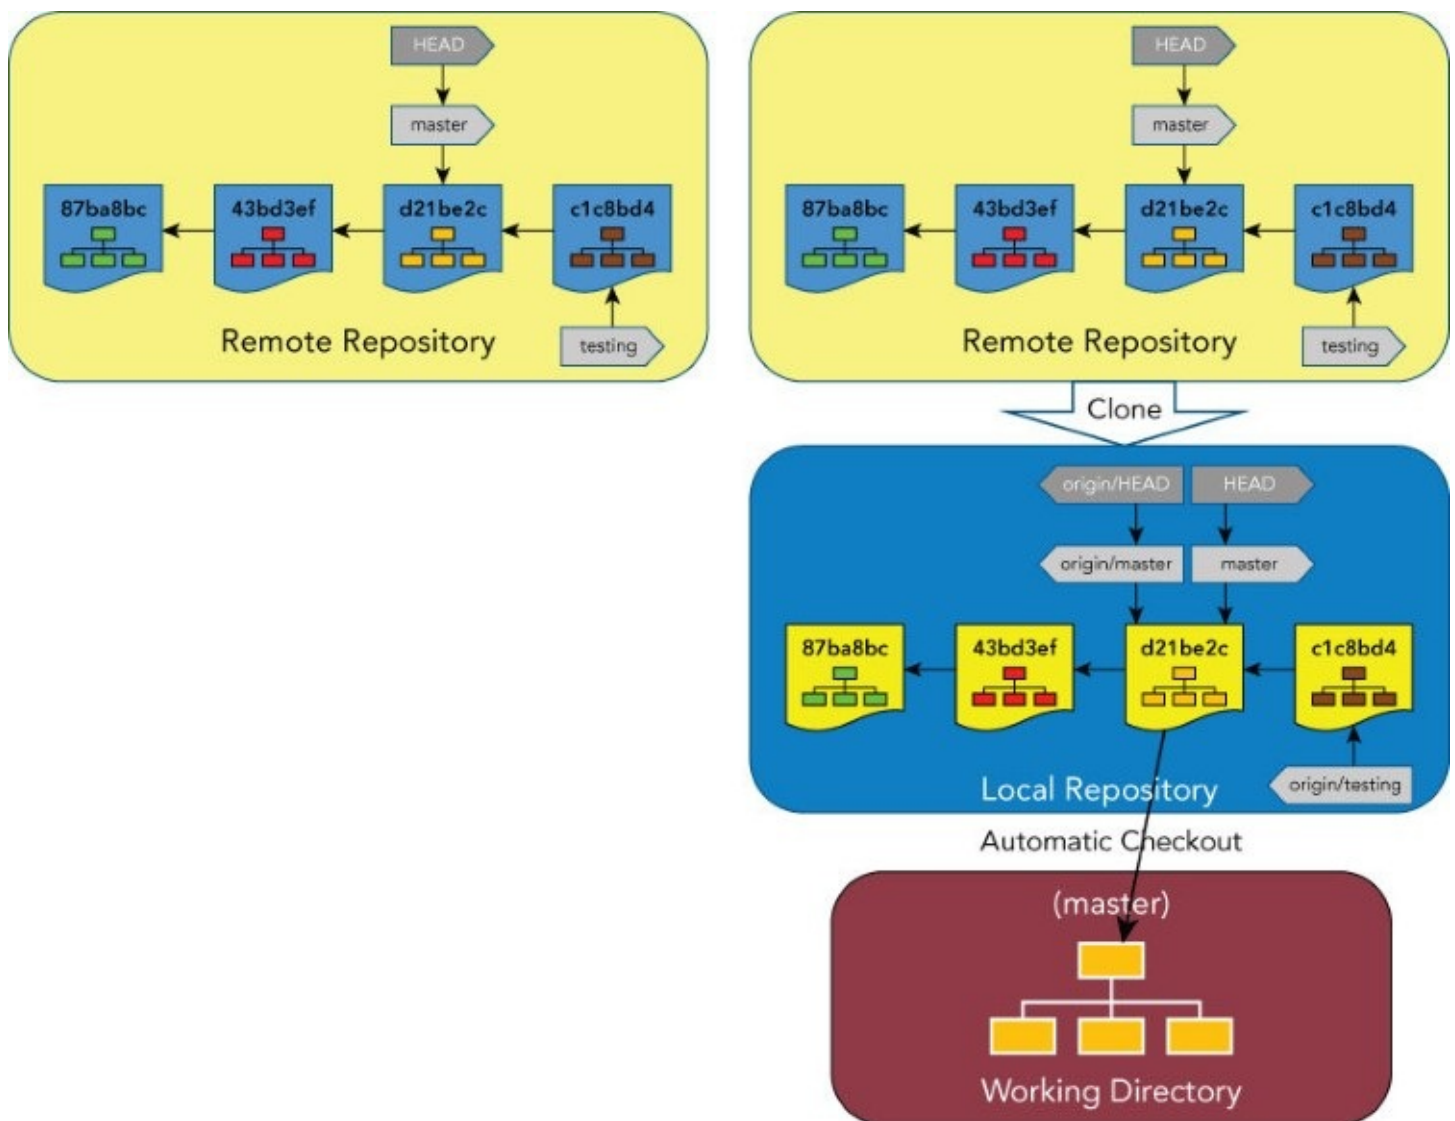 HEAD
master
87ba8bc 43bd3ef d21be2c c1c8bd4
Remote Repository
testing
HEAD
master
87ba8bc 43bd3ef d21be2c c1c8bd4
Remote Repository
testing
Clone
origin/HEAD HEAD
origin/master master
87ba8bc 43bd3ef d21be2c c1c8bd4
Local Repository
origin/testing
Automatic Checkout
(master)
Working Directory